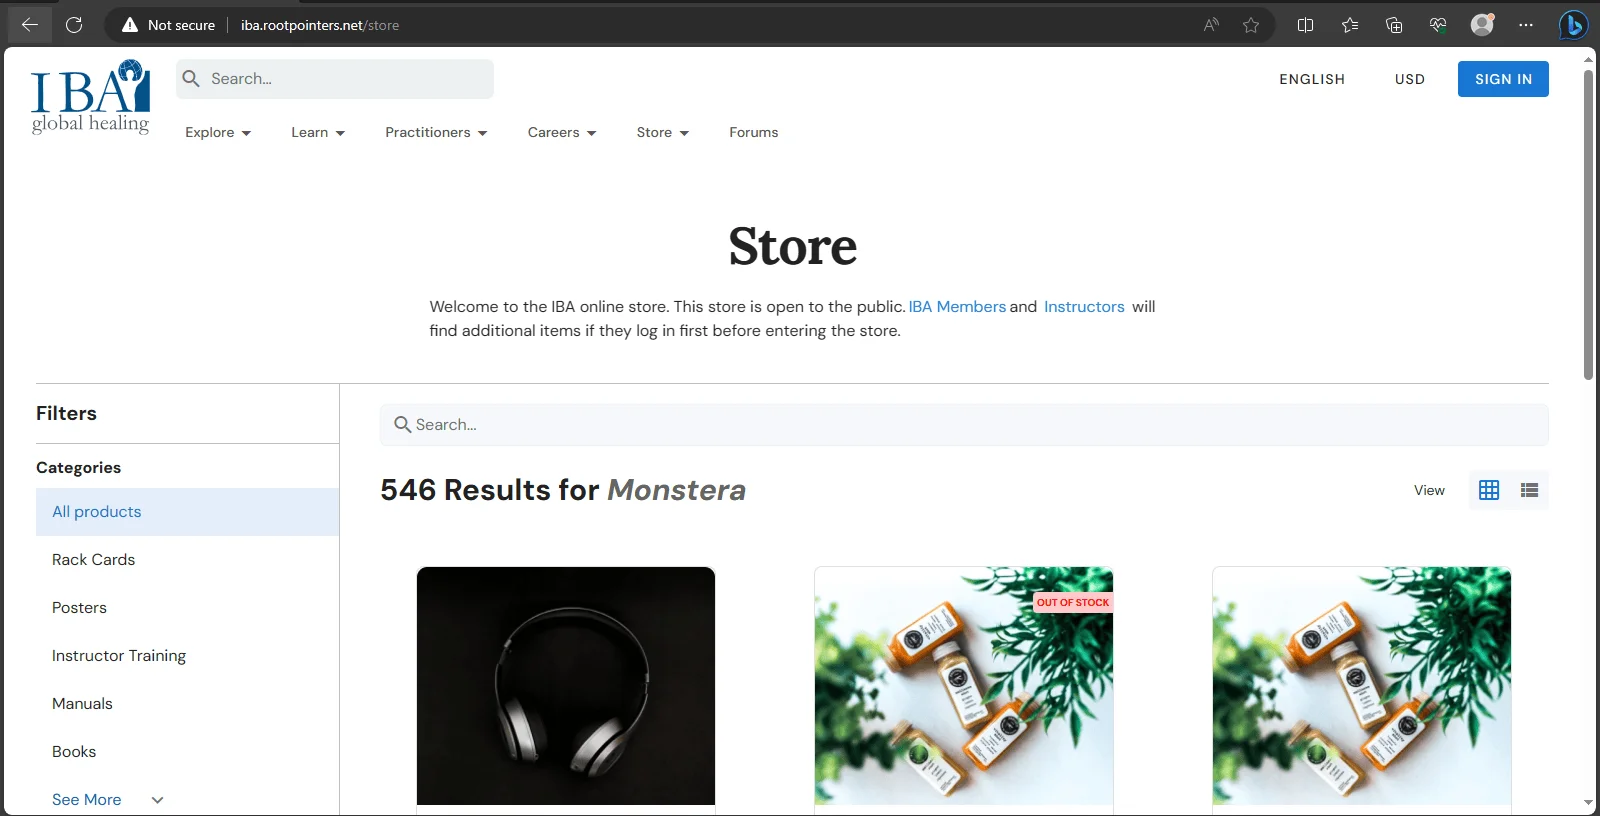 Not secure
iba.rootpointers.net/store
IBA
global healing
Search...
ENGLISH
USD
SIGN IN
Explore
Learn
Practitioners
Careers
Store
Forums
Store
Welcome to the IBA online store. This store is open to the public. IBA Members and Instructors will
find additional items if they log in first before entering the store.
Filters
Search...
Categories
546 Results for Monstera
View
All products
Rack Cards
Posters
Instructor Training
Manuals
Books
See More
OUT OF STOCK